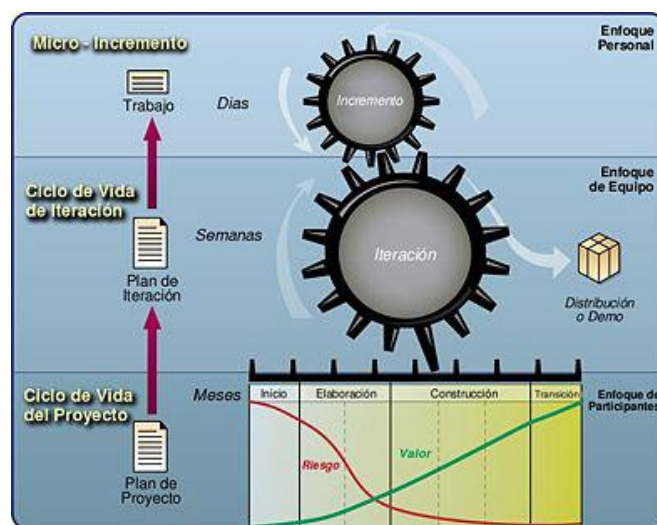 Micro - Incremento
Enfoque
Personal
Trabajo
Dias
Incremento
Ciclo de Vida
de Iteración
Enfoque
de Equipo
Semanas
Iteración
Plan de
Iteración
Distribución
o Demo
Ciclo de Vida
del Proyecto
Meses
Inicio
Elaboración
Construcción
Transición
Enfoque de
Participantes
Riesgo
Valor
Plan de
Proyecto